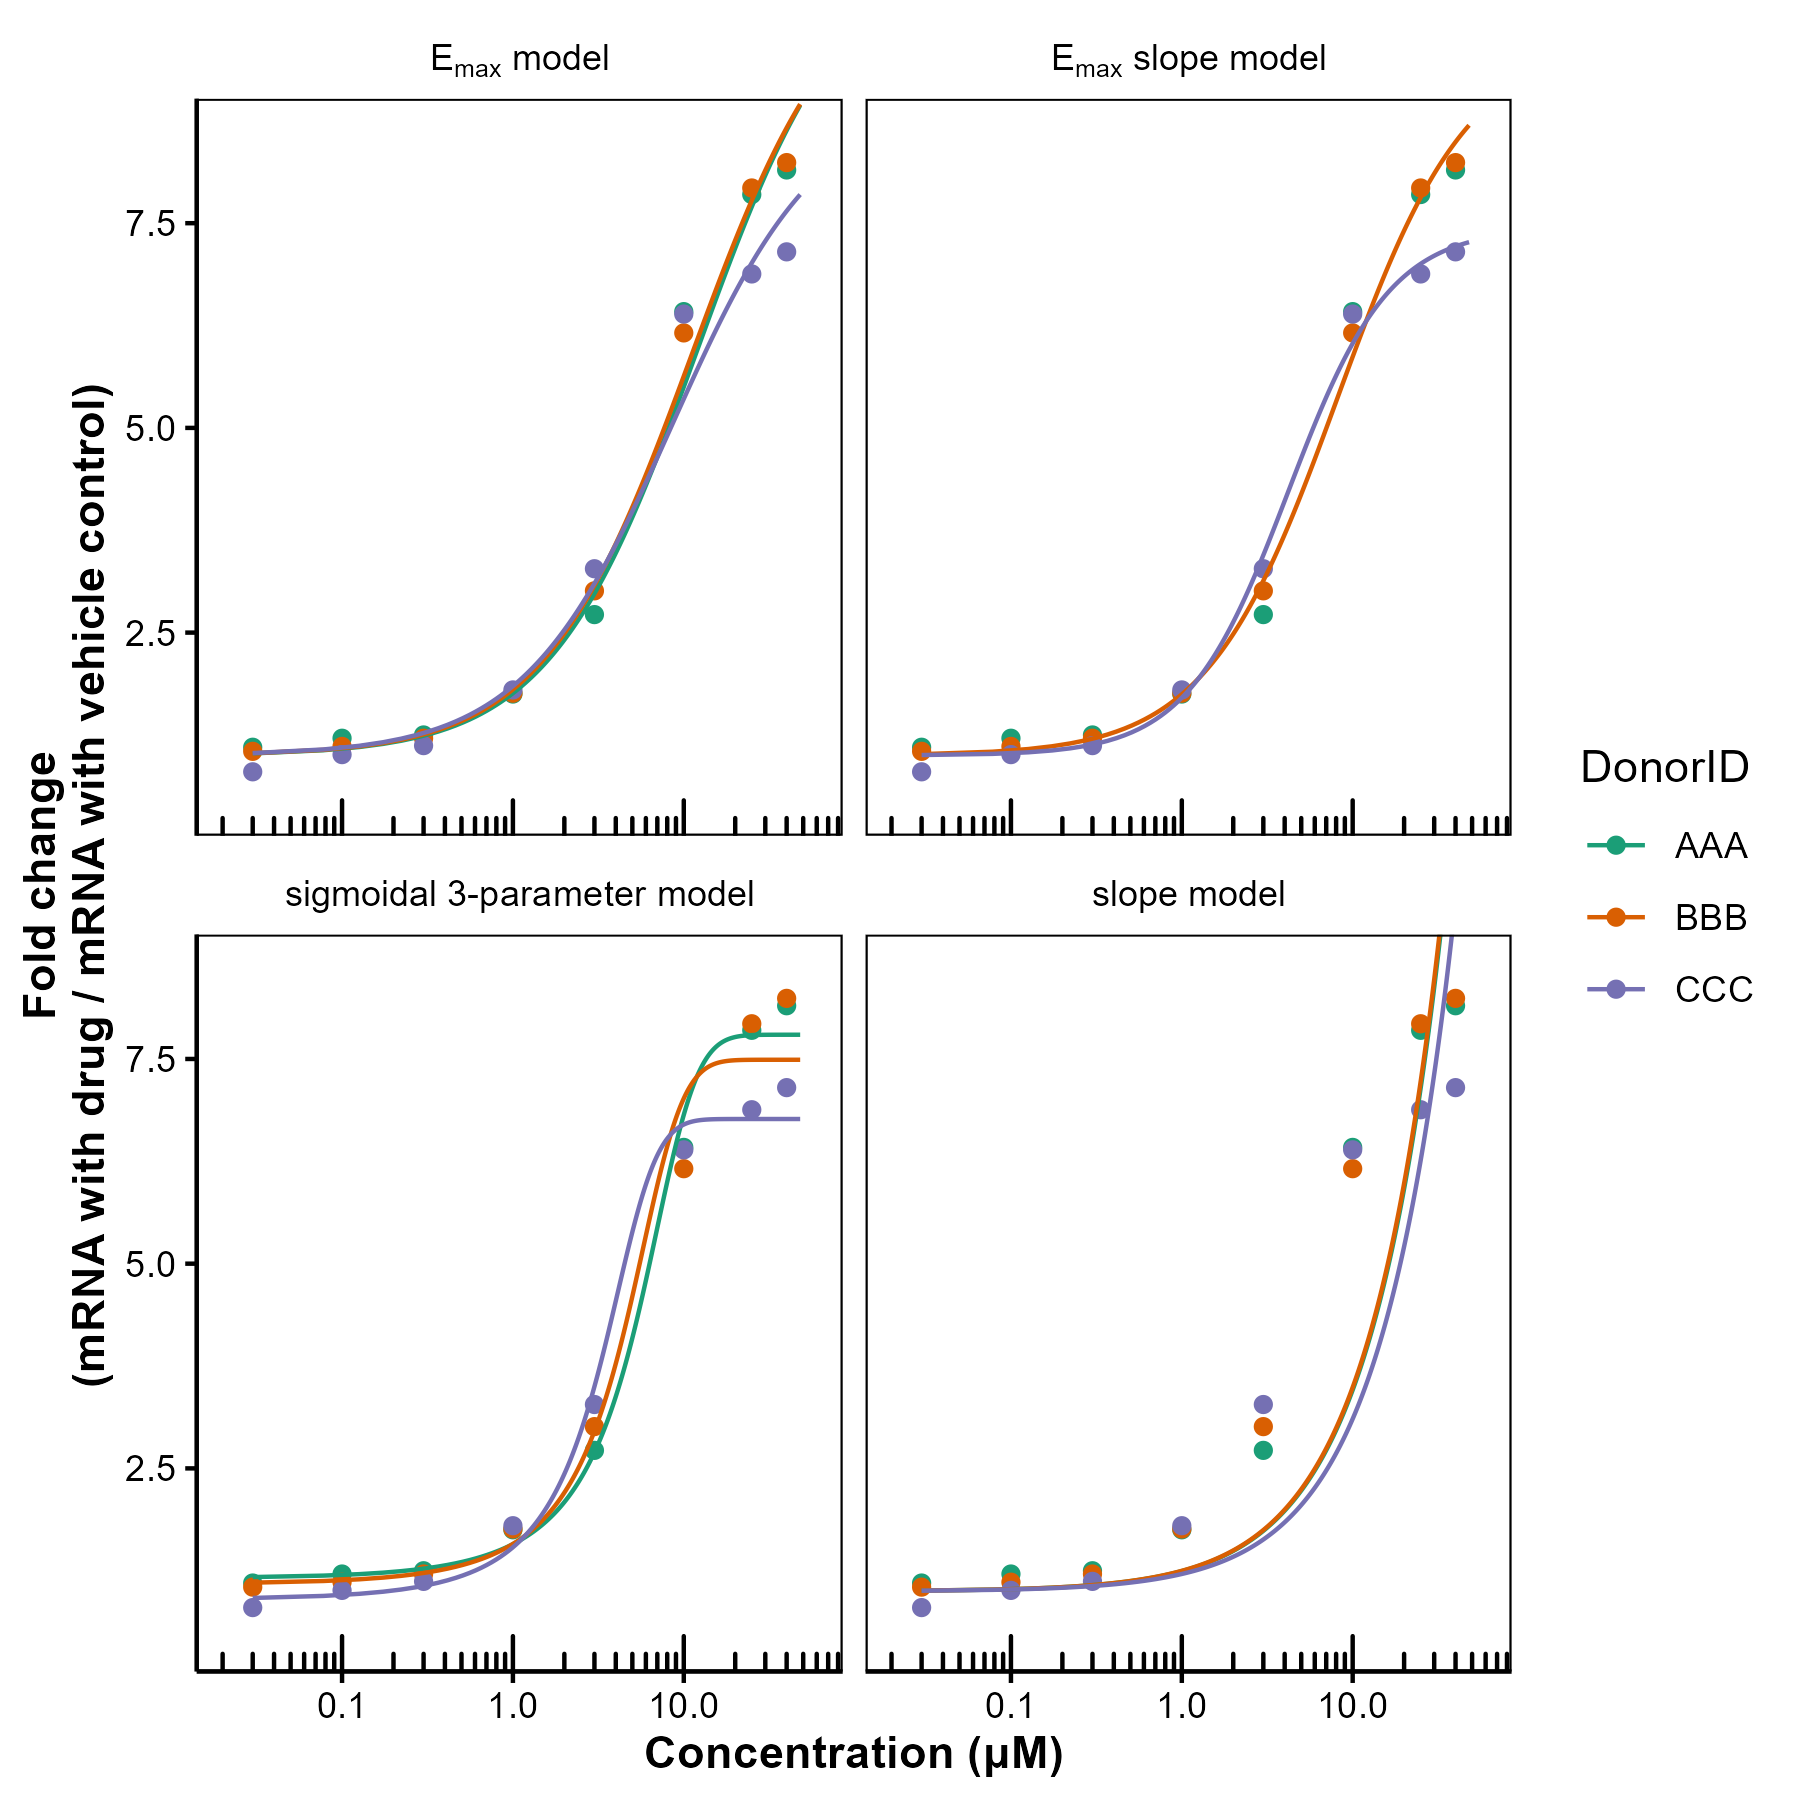 Emax model
Emax slope model
Fold change
(mRNA with drug / mRNA with vehicle control)
7.5
5.0
2.5
sigmoidal 3-parameter model
slope model
7.5
5.0
2.5
0.1
1.0
10.0
0.1
1.0
10.0
Concentration (µM)
DonorID
AAA
BBB
CCC